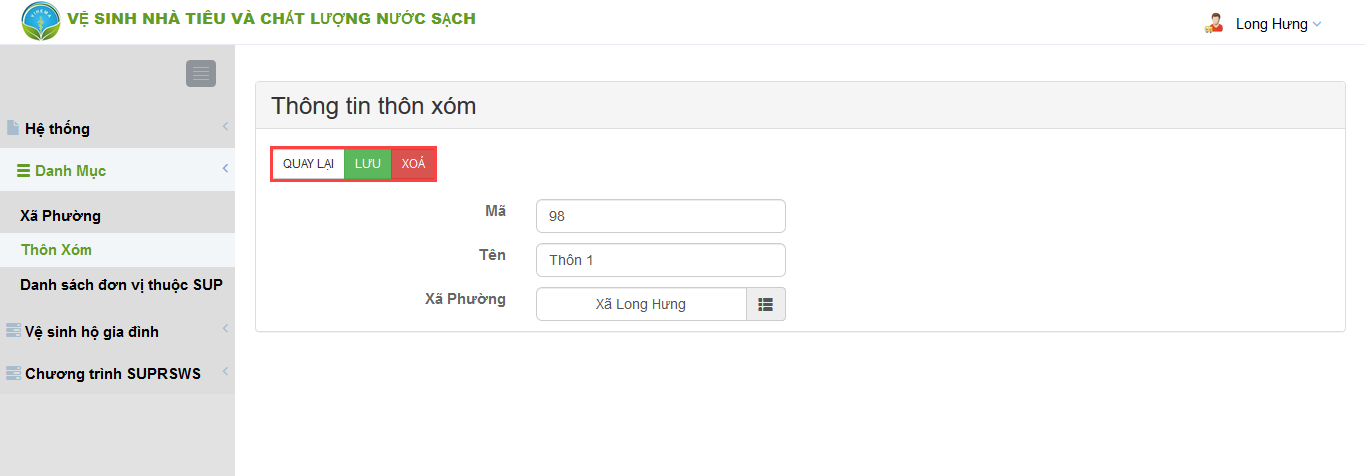 VỆ SINH NHÀ TIÊU VÀ CHẤT LƯỢNG NƯỚC SẠCH
Long Hưng
Hệ thống
Danh Mục
Xã Phường
Thôn Xóm
Danh sách đơn vị thuộc SUP
Vệ sinh hộ gia đình
Chương trình SUPRSWS
Thông tin thôn xóm
QUAY LẠI LƯU XOÁ
Mã 98
Tên Thôn 1
Xã Phường Xã Long Hưng